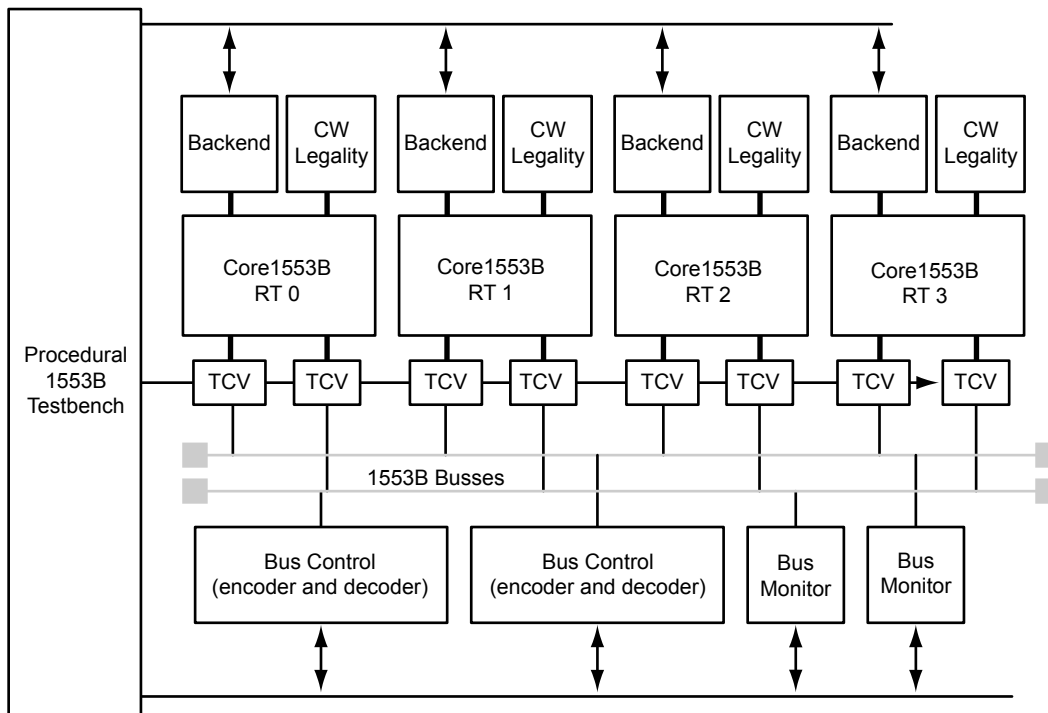 Backend
CW
Legality
Backend
CW
Legality
Backend
CW
Legality
Backend
CW
Legality
Core1553B
RT 0
Core1553B
RT 1
Core1553B
RT 2
Core1553B
RT 3
Procedural
1553B
Testbench
TCV
TCV
TCV
TCV
TCV
TCV
TCV
TCV
1553B Busses
Bus Control
(encoder and decoder)
Bus Control
(encoder and decoder)
Bus
Monitor
Bus
Monitor